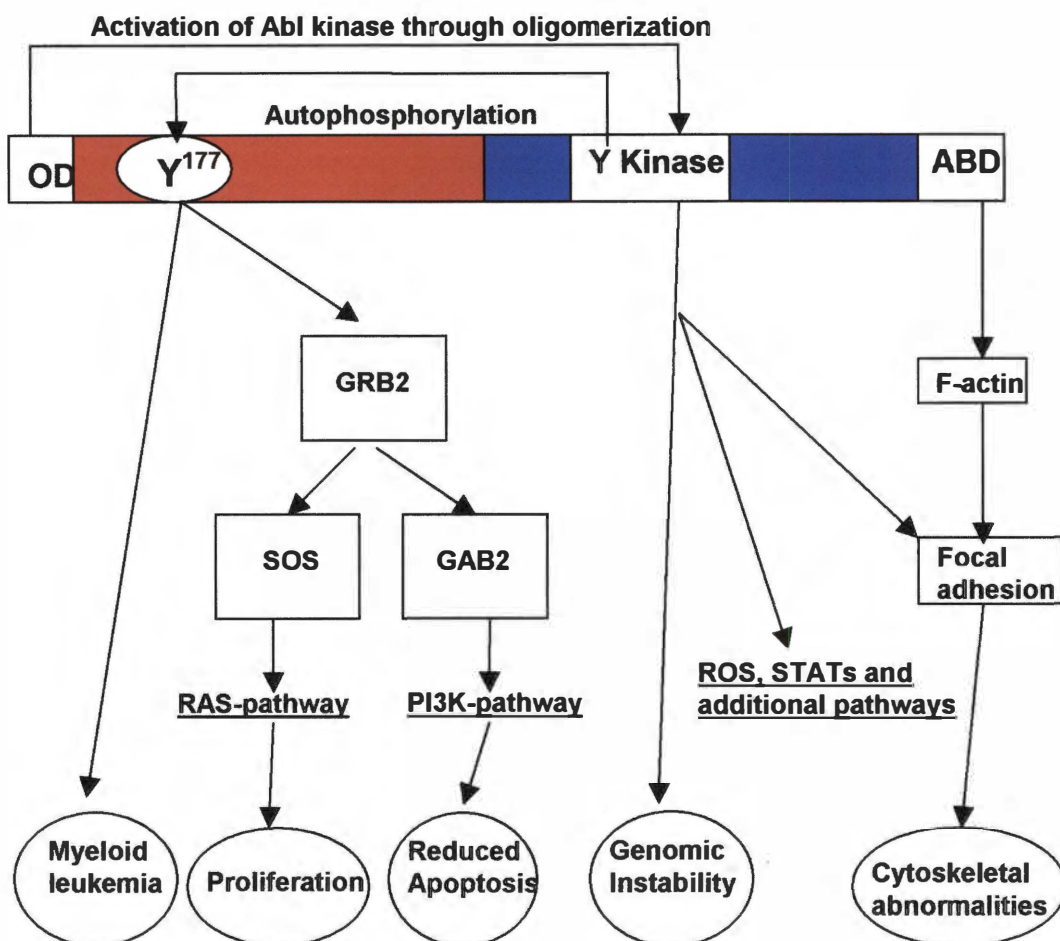 Activation of Abl kinase through oligomerization
Autophosphorylation
OD
Y177
Y Kinase
ABD
GRB2
F-actin
SOS
GAB2
Focal
adhesion
RAS-pathway
PI3K-pathway
ROS, STATs and
additional pathways
Myeloid
leukemia
Proliferation
Reduced
Apoptosis
Genomic
Instability
Cytoskeletal
abnormalities